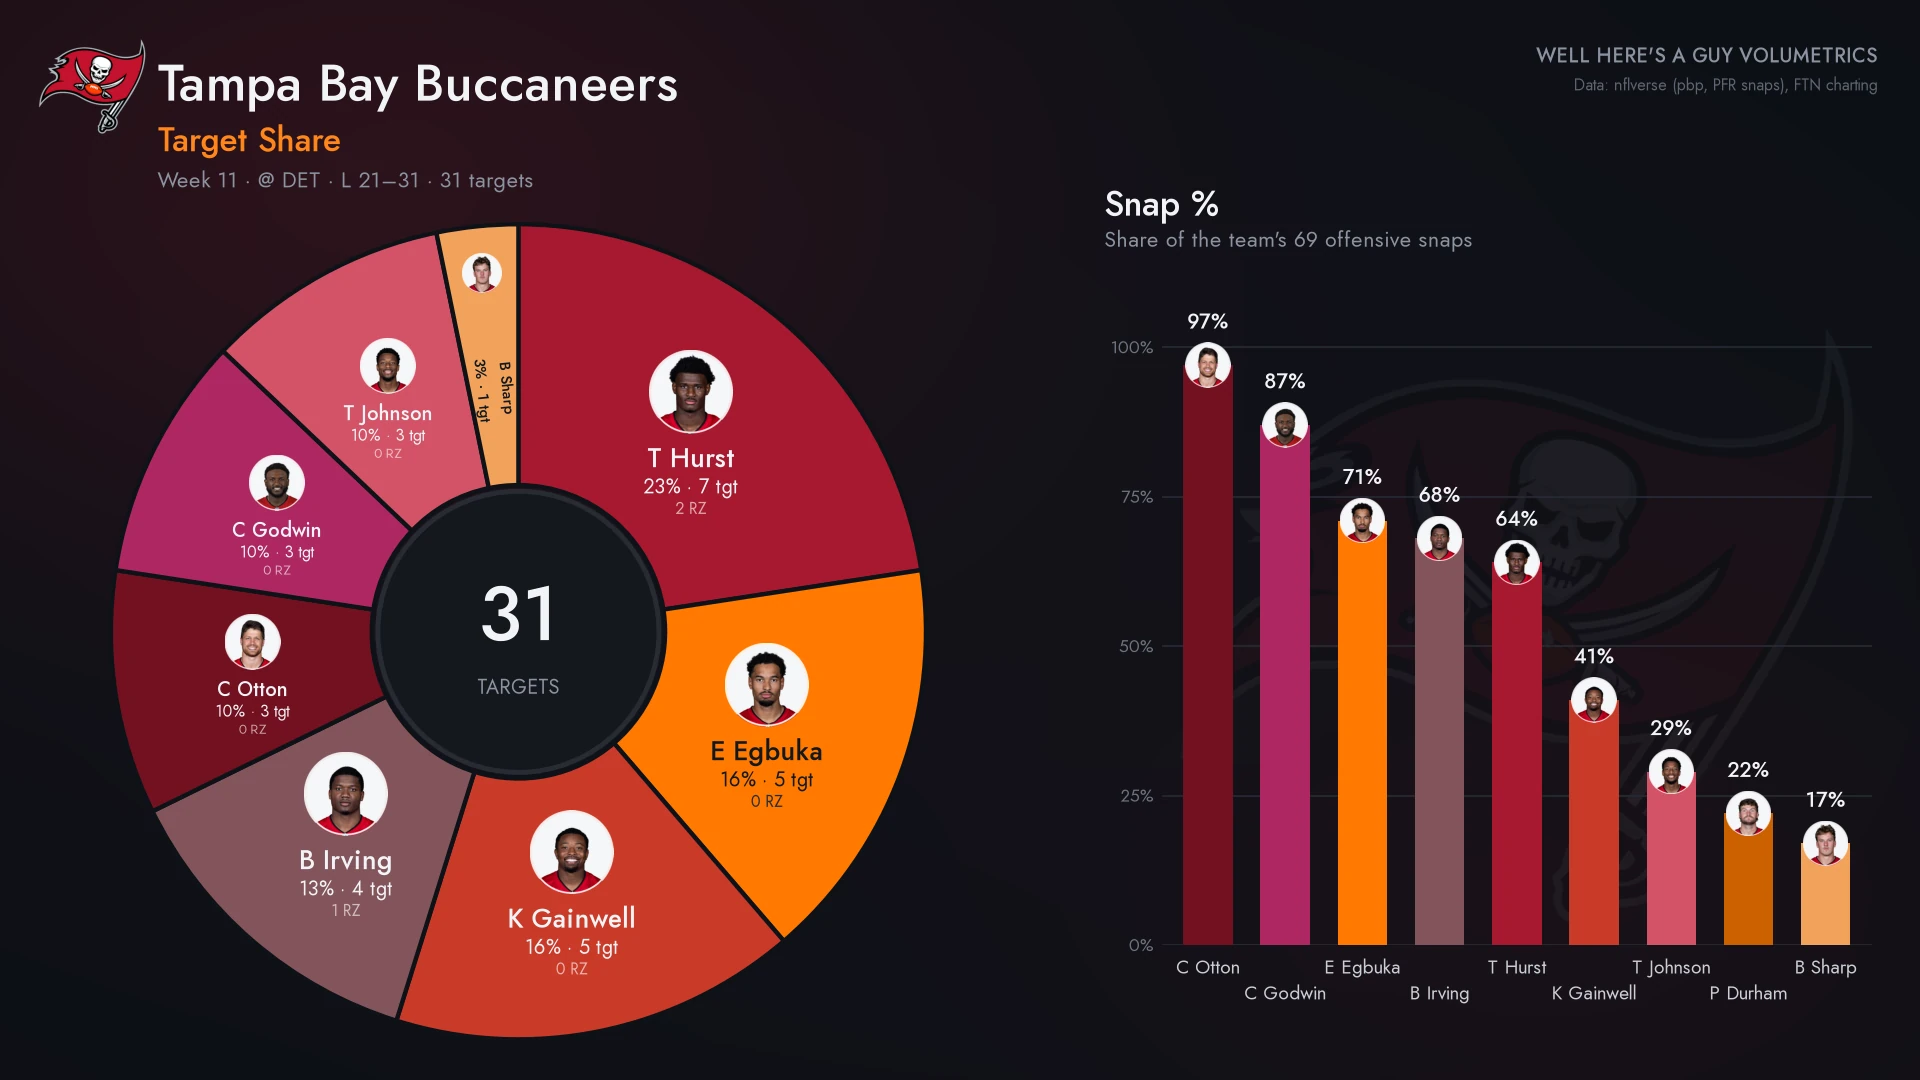 Tampa Bay Buccaneers
Target Share
Week 11 · @ DET · L 21–31 · 31 targets
WELL HERE'S A GUY VOLUMETRICS
Data: nflverse (pbp, PFR snaps), FTN charting
T Hurst
23% · 7 tgt
2 RZ
E Egbuka
16% · 5 tgt
0 RZ
K Gainwell
16% · 5 tgt
0 RZ
B Irving
13% · 4 tgt
1 RZ
C Otton
10% · 3 tgt
0 RZ
C Godwin
10% · 3 tgt
0 RZ
T Johnson
10% · 3 tgt
0 RZ
B Sharp
3% · 1 tgt
31
TARGETS
Snap %
Share of the team's 69 offensive snaps
100%
75%
50%
25%
0%
97%
87%
71%
68%
64%
41%
29%
22%
17%
C Otton
C Godwin
E Egbuka
B Irving
T Hurst
K Gainwell
T Johnson
P Durham
B Sharp